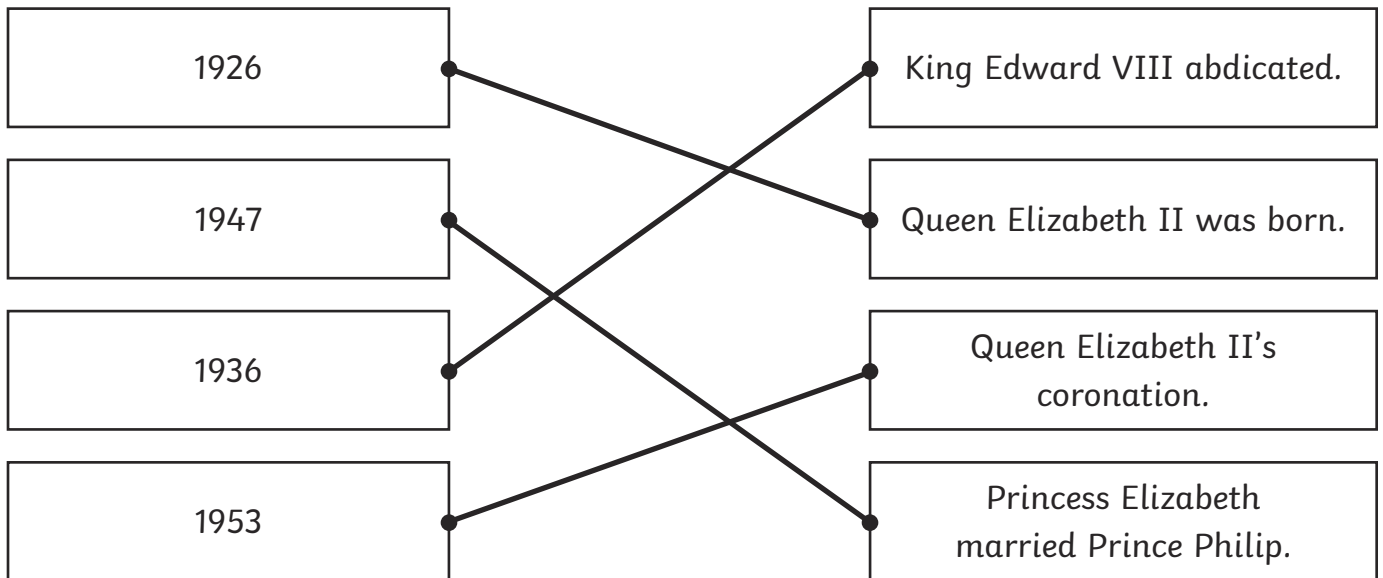 1926
King Edward VIII abdicated.
1947
Queen Elizabeth II was born.
1936
Queen Elizabeth II’s
coronation.
1953
Princess Elizabeth
married Prince Philip.